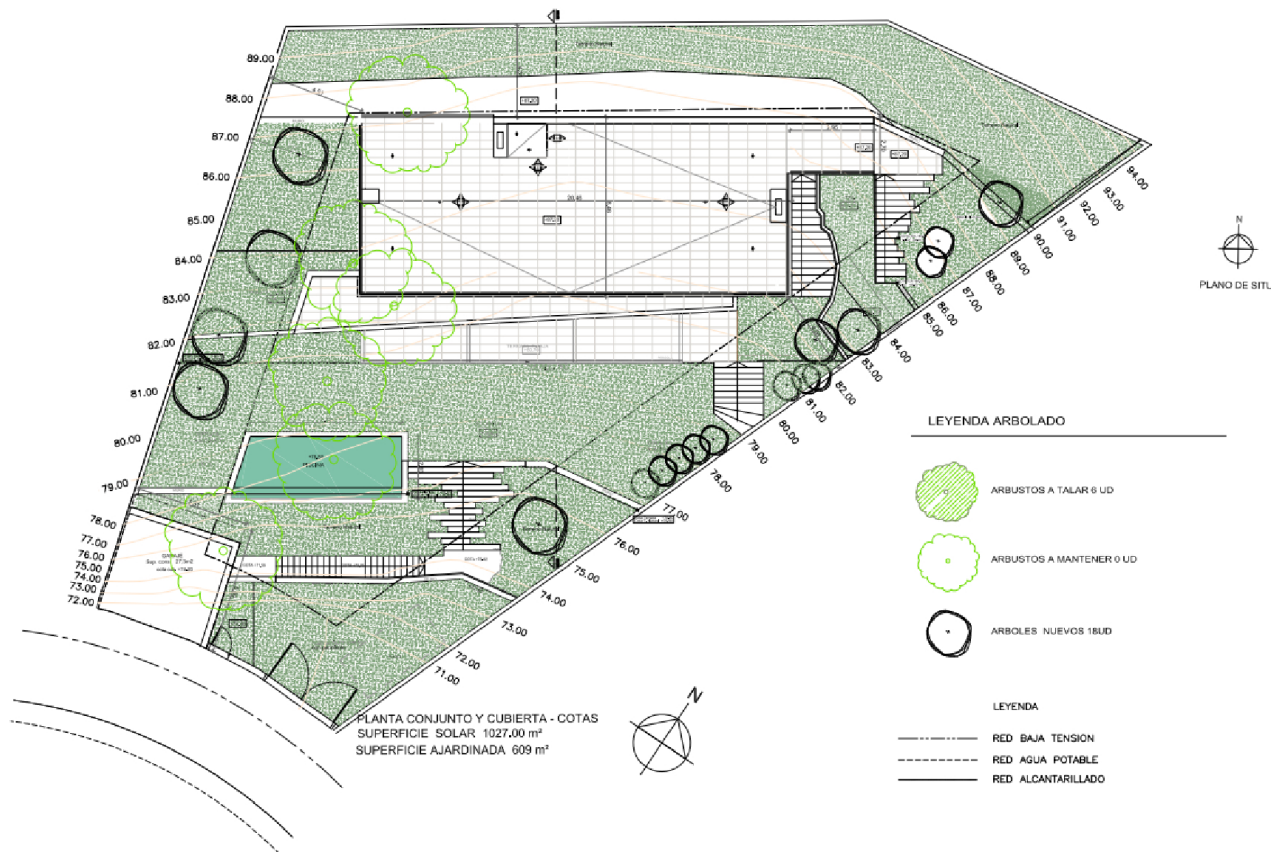 89.00
88.00
87.00
86.00
85.00
84.00
83.00
82.00
81.00
80.00
79.00
78.00
77.00
76.00
75.00
74.00
73.00
72.00
94.00
93.00
92.00
91.00
90.00
89.00
88.00
87.00
86.00
85.00
84.00
83.00
82.00
81.00
80.00
79.00
78.00
77.00
76.00
75.00
74.00
73.00
72.00
71.00
GARAJE
PISCINA
N
PLANO DE SITU
LEYENDA ARBOLADO
ARBUSTOS A TALAR 6 UD
ARBUSTOS A MANTENER 0 UD
ARBOLES NUEVOS 18UD
LEYENDA
RED BAJA TENSION
RED AGUA POTABLE
RED ALCANTARILLADO
N
PLANTA CONJUNTO Y CUBIERTA - COTAS
SUPERFICIE SOLAR 1027.00 m²
SUPERFICIE AJARDINADA 609 m²